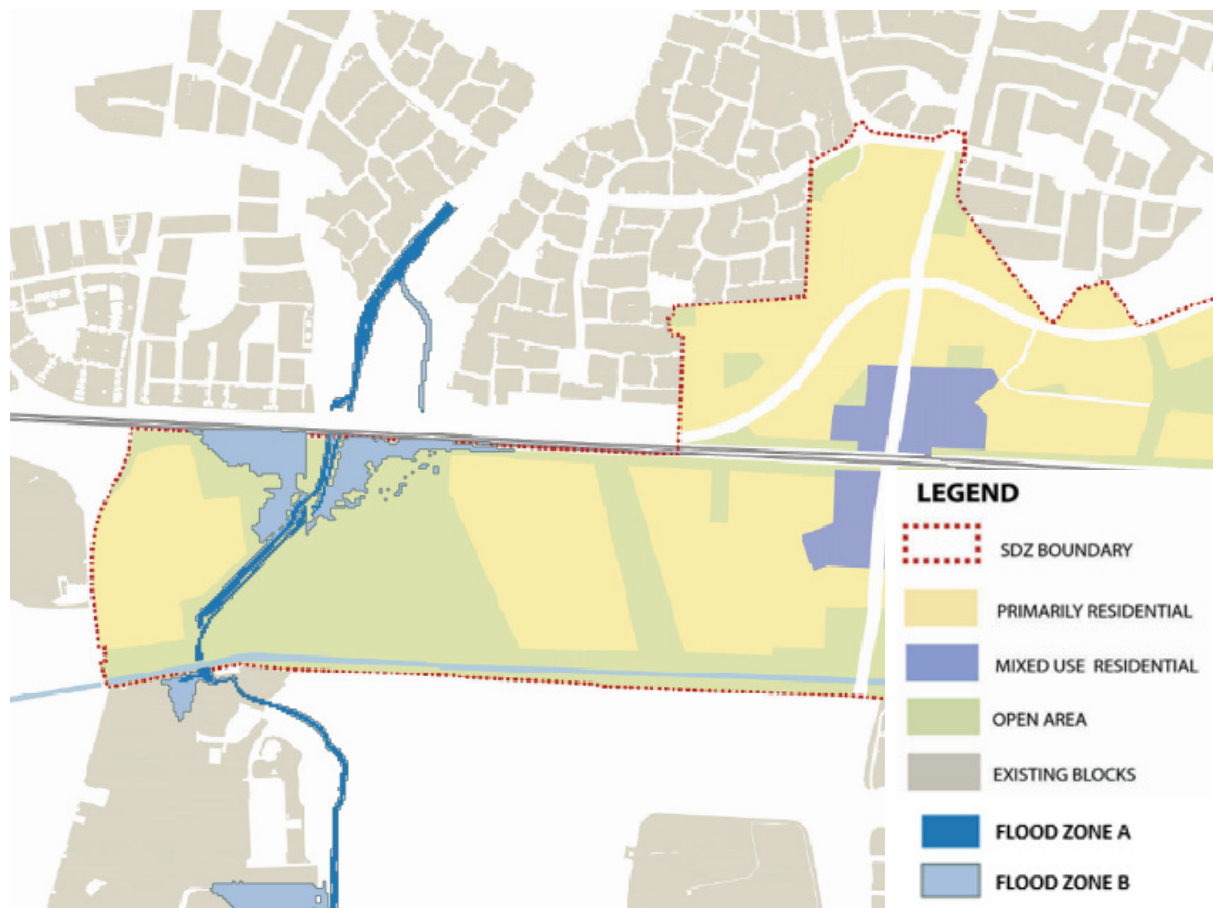 LEGEND
SDZ BOUNDARY
PRIMARILY RESIDENTIAL
MIXED USE RESIDENTIAL
OPEN AREA
EXISTING BLOCKS
FLOOD ZONE A
FLOOD ZONE B